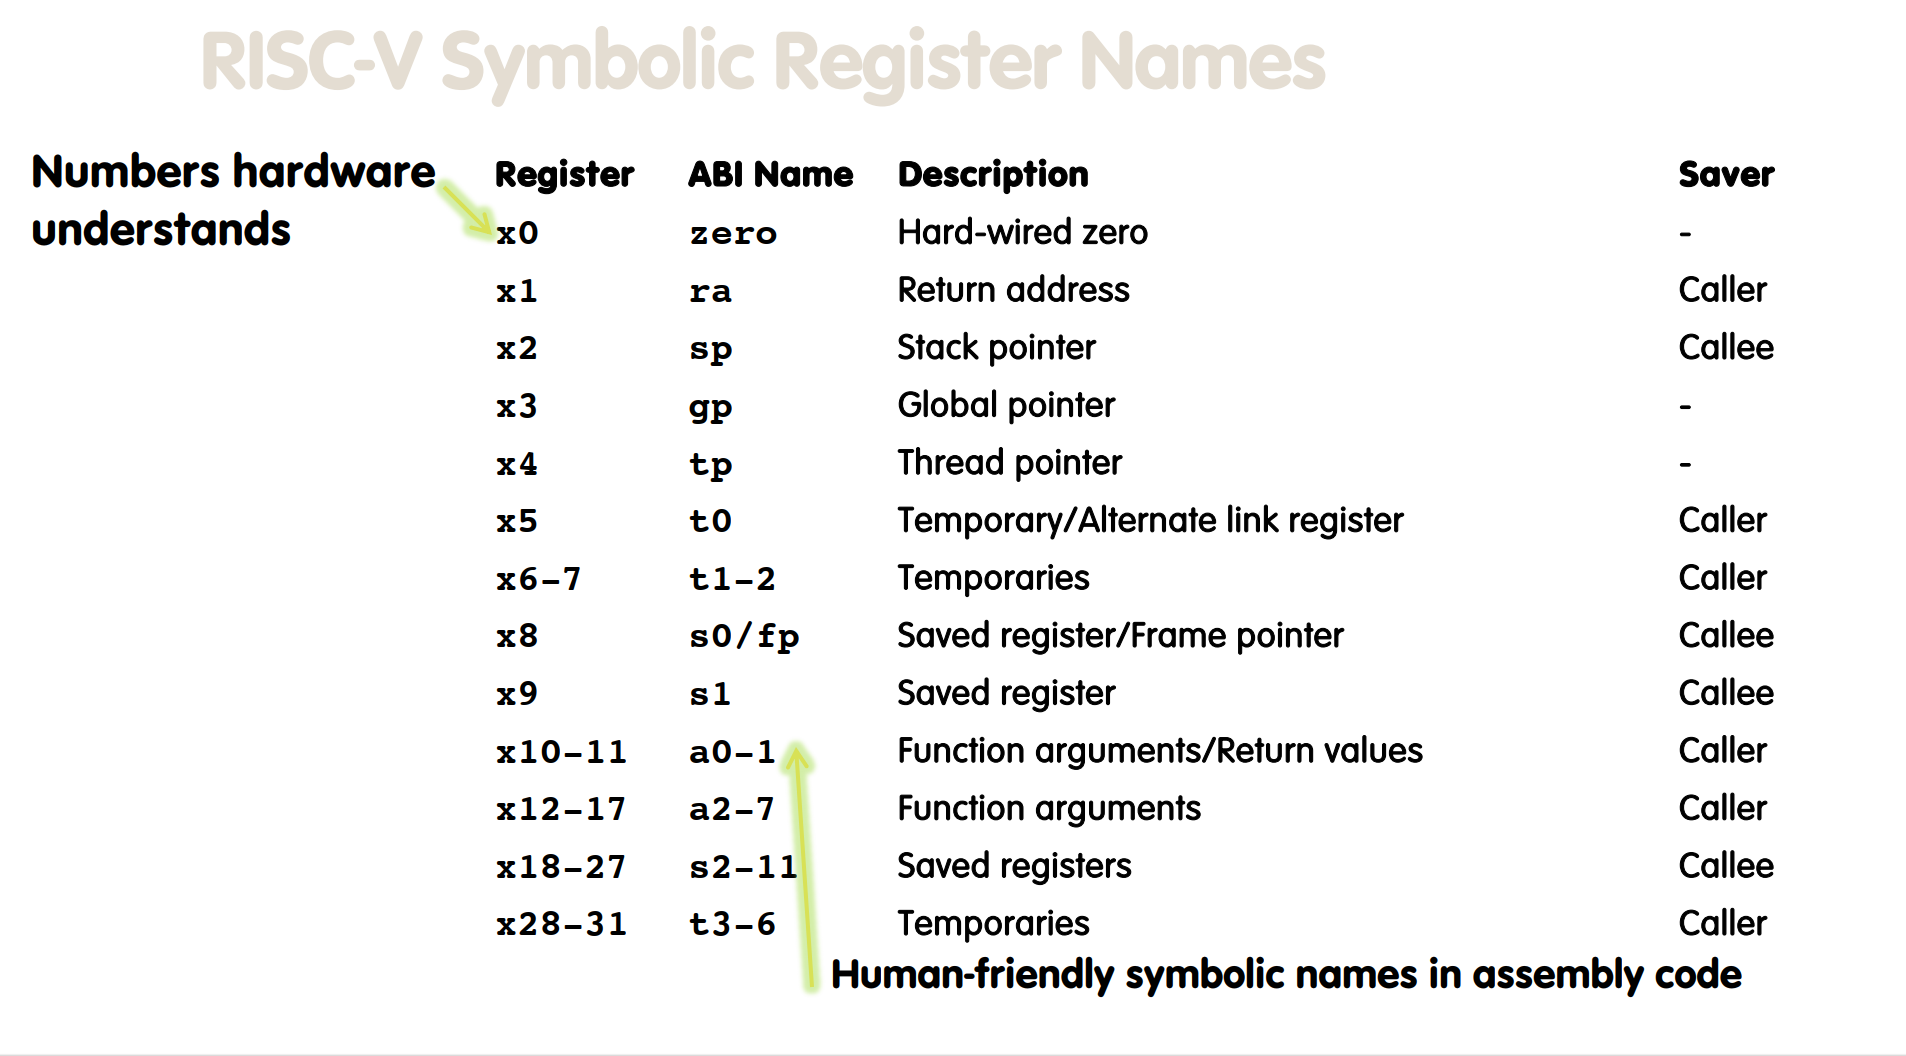 RISC-V Symbolic Register Names
Numbers hardware
understands
Register ABI Name Description Saver
x0 zero Hard-wired zero -
x1 ra Return address Caller
x2 sp Stack pointer Callee
x3 gp Global pointer -
x4 tp Thread pointer -
x5 t0 Temporary/Alternate link register Caller
x6-7 t1-2 Temporaries Caller
x8 s0/fp Saved register/Frame pointer Callee
x9 s1 Saved register Callee
x10-11 a0-1 Function arguments/Return values Caller
x12-17 a2-7 Function arguments Caller
x18-27 s2-11 Saved registers Callee
x28-31 t3-6 Temporaries Caller
Human-friendly symbolic names in assembly code